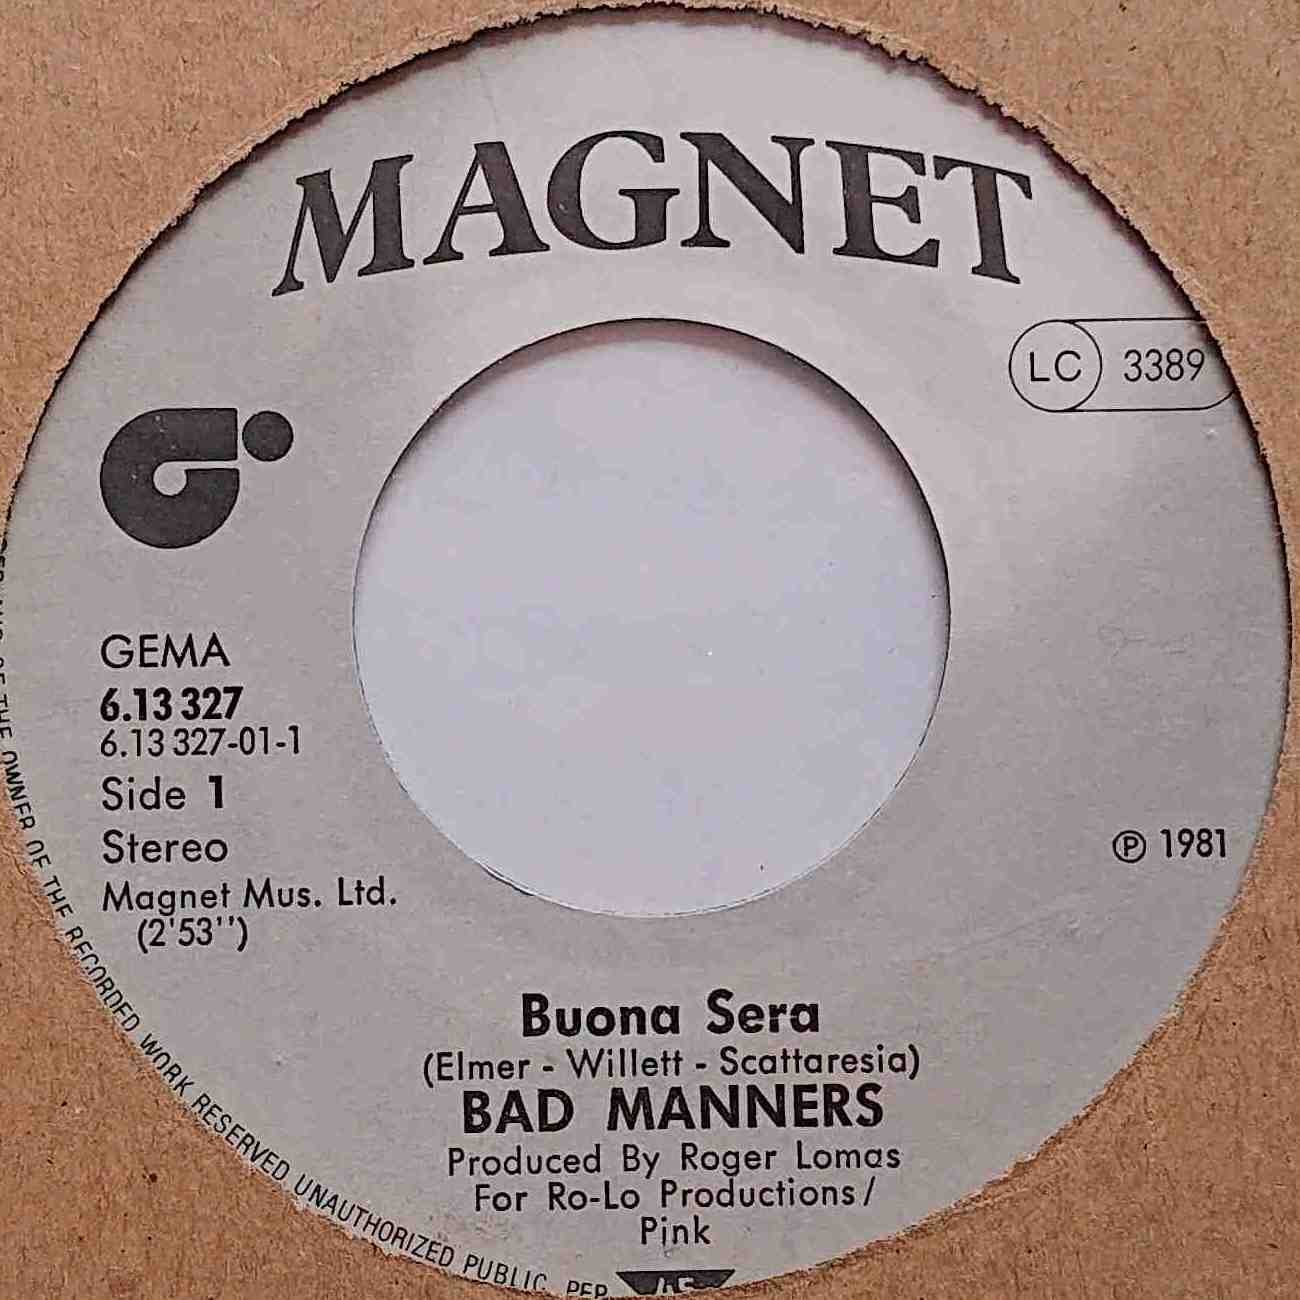 MAGNET
LC 3389
GEMA
6.13 327
6.13 327-01-1
Side 1
Stereo
Magnet Mus. Ltd.
(2'53'')
℗ 1981
Buona Sera
(Elmer - Willett - Scattaresia)
BAD MANNERS
Produced By Roger Lomas
For Ro-Lo Productions /
Pink
OF THE OWNER OF THE RECORDED WORK RESERVED UNAUTHORIZED PUBLIC